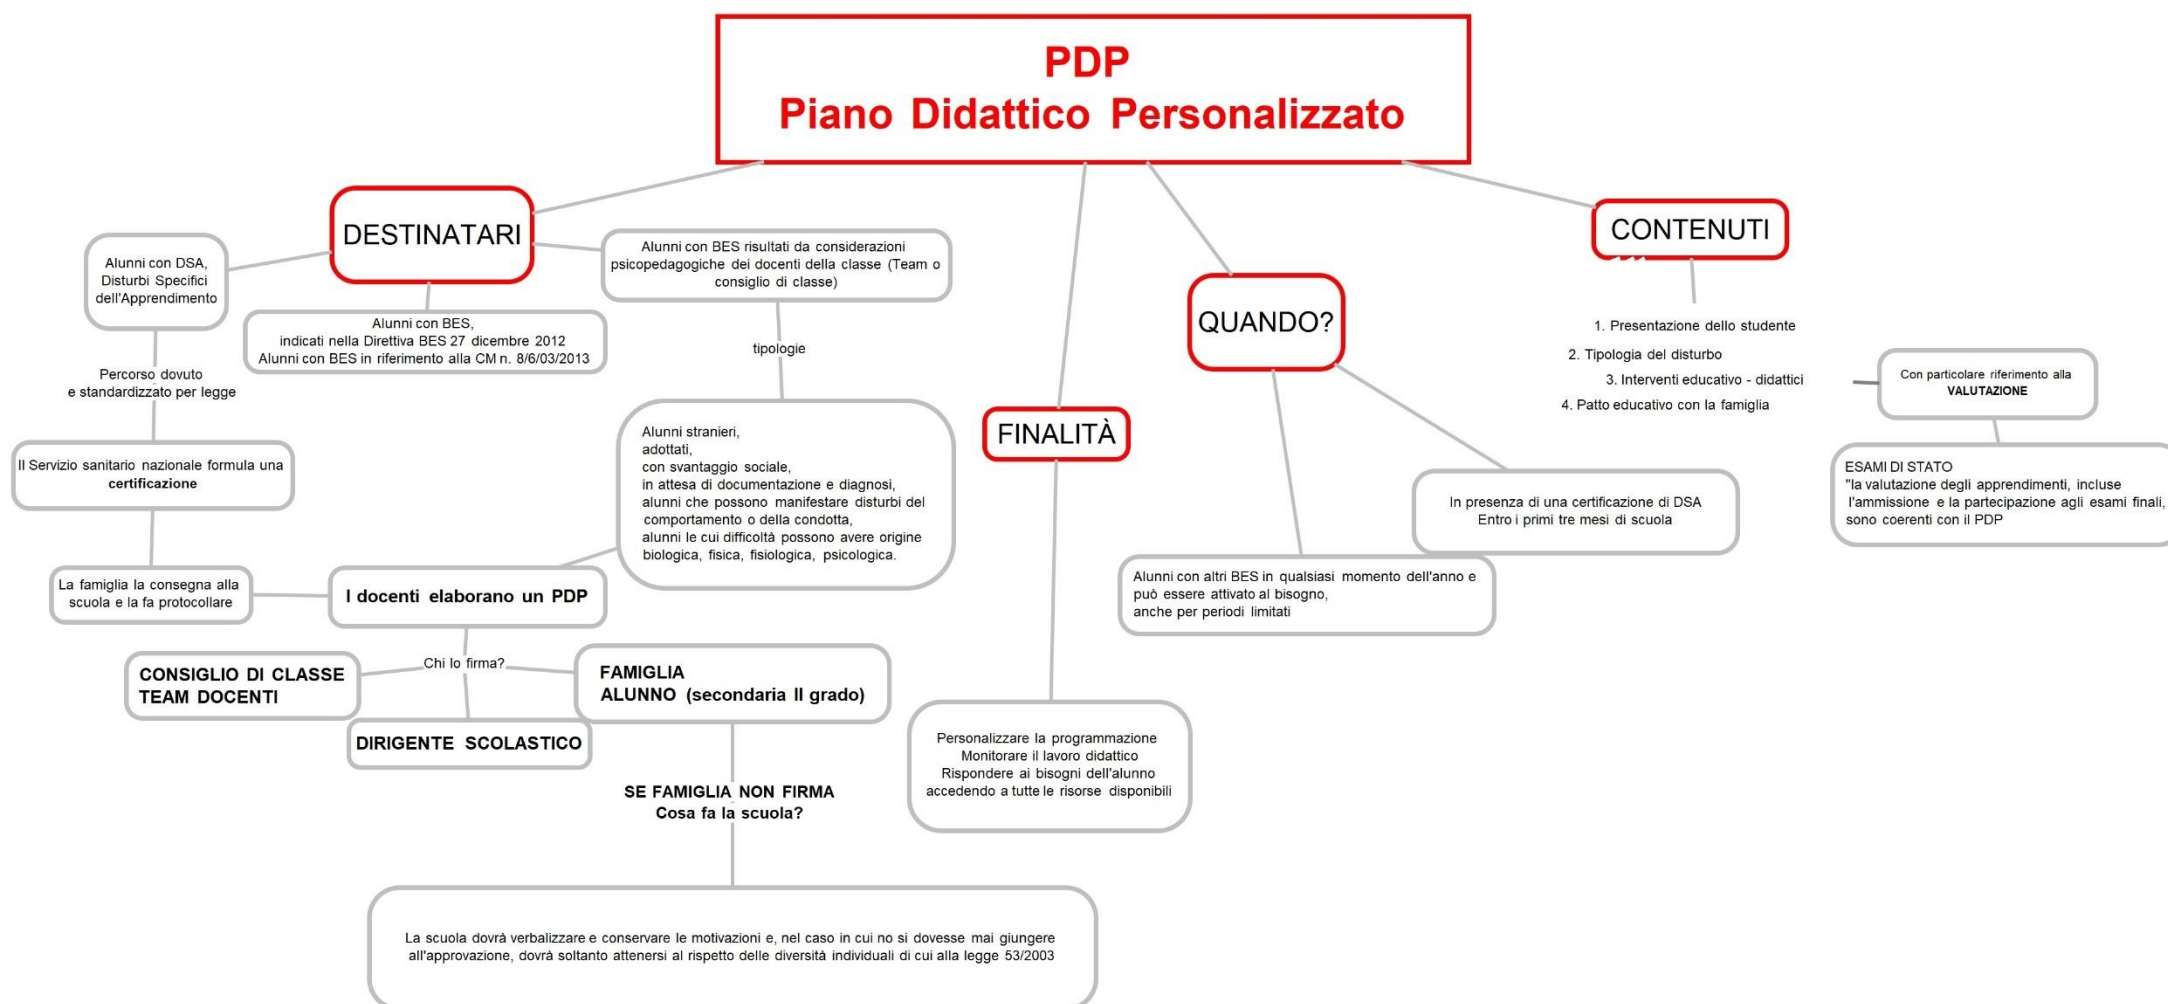 PDP
Piano Didattico Personalizzato
DESTINATARI
Alunni con DSA,
Disturbi Specifici
dell'Apprendimento
Percorso dovuto
e standardizzato per legge
Il Servizio sanitario nazionale formula una
certificazione
La famiglia la consegna alla
scuola e la fa protocollare
Alunni con BES,
indicati nella Direttiva BES 27 dicembre 2012
Alunni con BES in riferimento alla CM n. 8/6/03/2013
Alunni con BES risultati da considerazioni
psicopedagogiche dei docenti della classe (Team o
consiglio di classe)
tipologie
Alunni stranieri,
adottati,
con svantaggio sociale,
in attesa di documentazione e diagnosi,
alunni che possono manifestare disturbi del
comportamento o della condotta,
alunni le cui difficoltà possono avere origine
biologica, fisica, fisiologica, psicologica.
I docenti elaborano un PDP
Chi lo firma?
CONSIGLIO DI CLASSE
TEAM DOCENTI
DIRIGENTE SCOLASTICO
FAMIGLIA
ALUNNO (secondaria II grado)
SE FAMIGLIA NON FIRMA
Cosa fa la scuola?
La scuola dovrà verbalizzare e conservare le motivazioni e, nel caso in cui no si dovesse mai giungere
all'approvazione, dovrà soltanto attenersi al rispetto delle diversità individuali di cui alla legge 53/2003
FINALITÀ
Personalizzare la programmazione
Monitorare il lavoro didattico
Rispondere ai bisogni dell'alunno
accedendo a tutte le risorse disponibili
QUANDO?
In presenza di una certificazione di DSA
Entro i primi tre mesi di scuola
Alunni con altri BES in qualsiasi momento dell'anno e
può essere attivato al bisogno,
anche per periodi limitati
CONTENUTI
1. Presentazione dello studente
2. Tipologia del disturbo
3. Interventi educativo - didattici
4. Patto educativo con la famiglia
Con particolare riferimento alla
VALUTAZIONE
ESAMI DI STATO
"la valutazione degli apprendimenti, incluse
l'ammissione e la partecipazione agli esami finali,
sono coerenti con il PDP